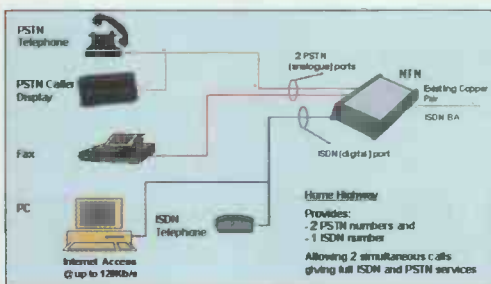 PSTN
Telephone
PSTN Caller
Display
Fax
PC
Internet Access
@ up to 128Kb/s
ISDN
Telephone
2 PSTN
(analogue) ports
ISDN (digital) port
NTN
Existing Copper
Pair
ISDN BA
Home Highway
Provides:
- 2 PSTN numbers and
- 1 ISDN number
Allowing 2 simultaneous calls
giving full ISDN and PSTN services